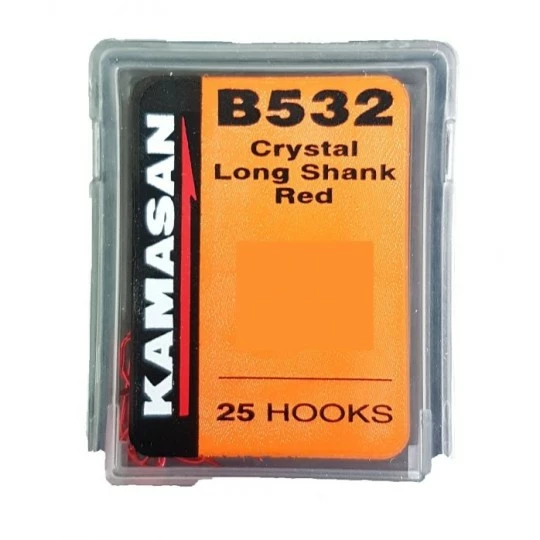 KAMASAN
B532
Crystal
Long Shank
Red
25 HOOKS